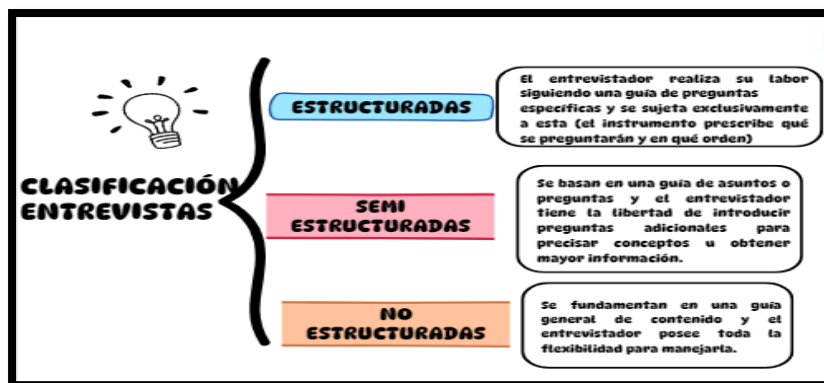 CLASIFICACIÓN
ENTREVISTAS
ESTRUCTURADAS
El entrevistador realiza su labor
siguiendo una guía de preguntas
específicas y se sujeta exclusivamente
a esta (el instrumento prescribe qué
se preguntarán y en qué orden)
SEMI
ESTRUCTURADAS
Se basan en una guía de asuntos o
preguntas y el entrevistador
tiene la libertad de introducir
preguntas adicionales para
precisar conceptos u obtener
mayor información.
NO
ESTRUCTURADAS
Se fundamentan en una guía
general de contenido y el
entrevistador posee toda la
flexibilidad para manejarla.